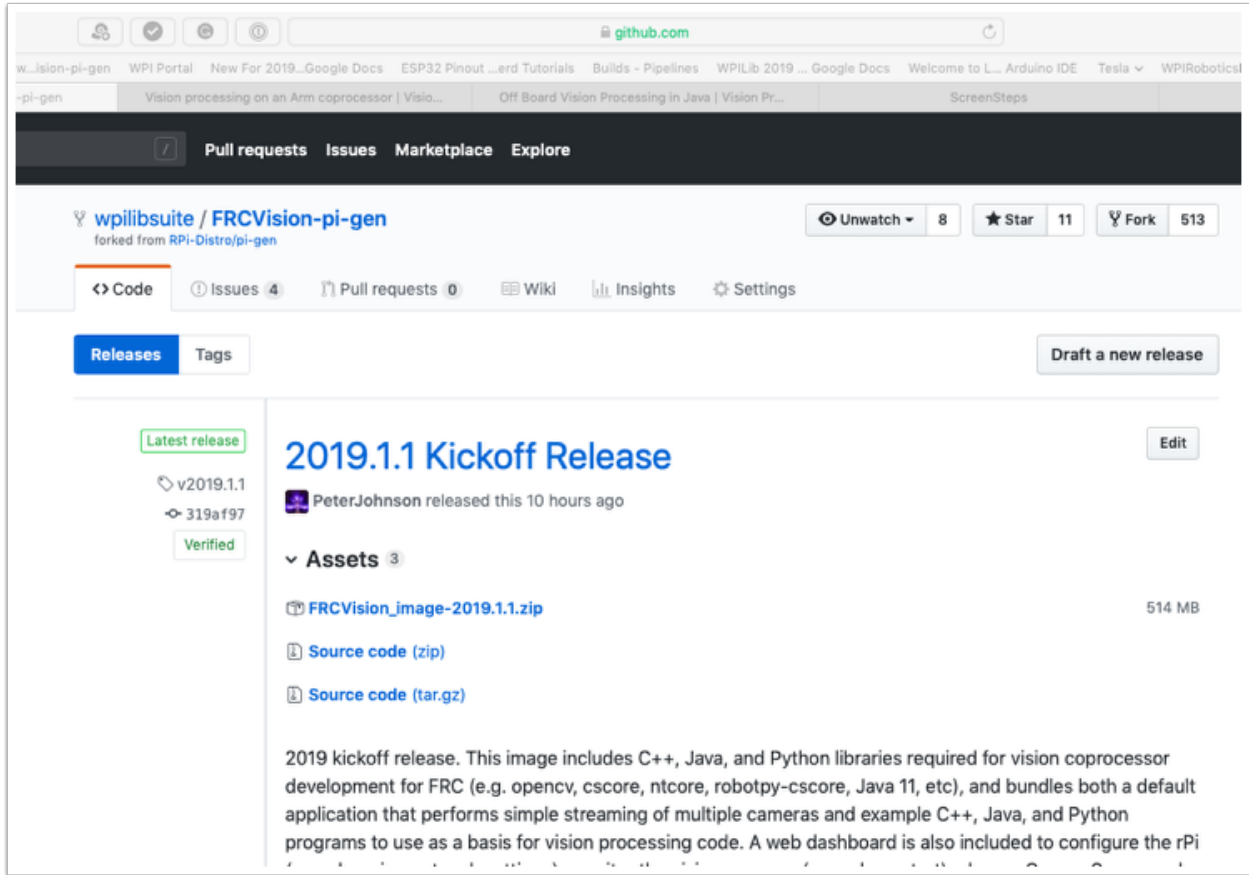 github.com
w...ision-pi-gen WPI Portal New For 2019...Google Docs ESP32 Pinout ...erd Tutorials Builds - Pipelines WPILib 2019 ... Google Docs Welcome to L... Arduino IDE Tesla WPIRoboticsl
-pi-gen Vision processing on an Arm coprocessor | Visio... Off Board Vision Processing in Java | Vision Pr... ScreenSteps
/ Pull requests Issues Marketplace Explore
wpilibsuite / FRCVision-pi-gen Unwatch 8 Star 11 Fork 513
forked from RPi-Distro/pi-gen
Code Issues 4 Pull requests 0 Wiki Insights Settings
Releases Tags Draft a new release
Latest release
2019.1.1 Kickoff Release Edit
v2019.1.1
PeterJohnson released this 10 hours ago
319af97
Verified
Assets 3
FRCVision_image-2019.1.1.zip 514 MB
Source code (zip)
Source code (tar.gz)
2019 kickoff release. This image includes C++, Java, and Python libraries required for vision coprocessor
development for FRC (e.g. opencv, cscore, ntcore, robotpy-cscore, Java 11, etc), and bundles both a default
application that performs simple streaming of multiple cameras and example C++, Java, and Python
programs to use as a basis for vision processing code. A web dashboard is also included to configure the rPi